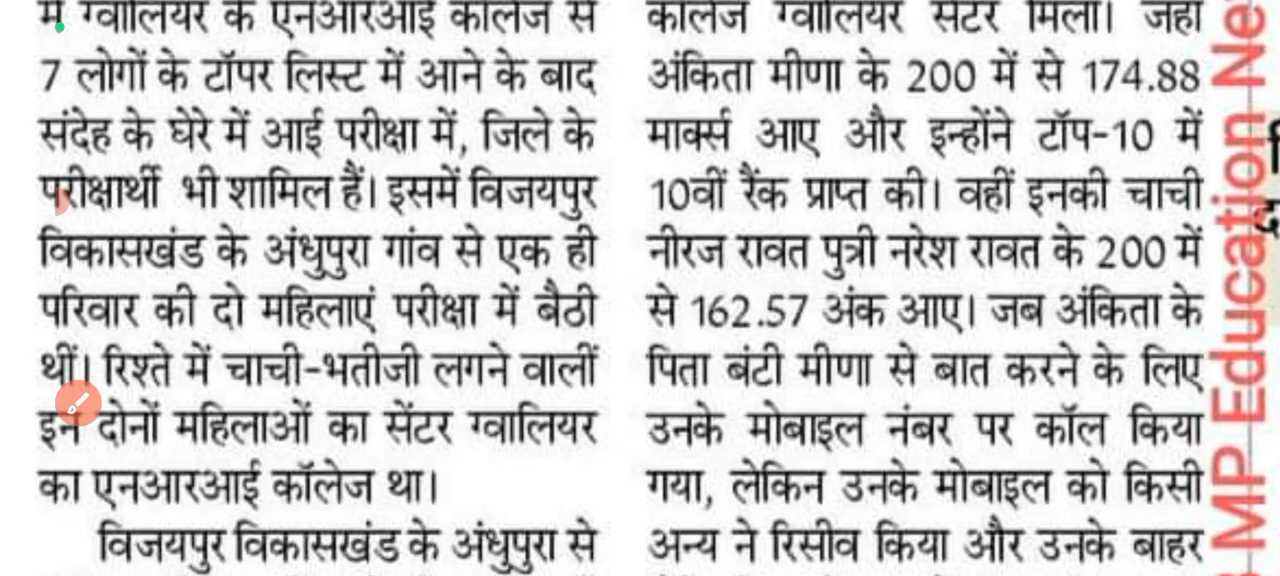 में ग्वालियर के एनआरआई कॉलेज से
7 लोगों के टॉपर लिस्ट में आने के बाद
संदेह के घेरे में आई परीक्षा में, जिले के
परीक्षार्थी भी शामिल हैं। इसमें विजयपुर
विकासखंड के अंधुपुरा गांव से एक ही
परिवार की दो महिलाएं परीक्षा में बैठी
थीं। रिश्ते में चाची-भतीजी लगने वालीं
इन दोनों महिलाओं का सेंटर ग्वालियर
का एनआरआई कॉलेज था।
विजयपुर विकासखंड के अंधुपुरा से
कॉलेज ग्वालियर सेंटर मिला। जहां
अंकिता मीणा के 200 में से 174.88
मार्क्स आए और इन्होंने टॉप-10 में
10वीं रैंक प्राप्त की। वहीं इनकी चाची
नीरज रावत पुत्री नरेश रावत के 200 में
से 162.57 अंक आए। जब अंकिता के
पिता बंटी मीणा से बात करने के लिए
उनके मोबाइल नंबर पर कॉल किया
गया, लेकिन उनके मोबाइल को किसी
अन्य ने रिसीव किया और उनके बाहर
MP Education Ne